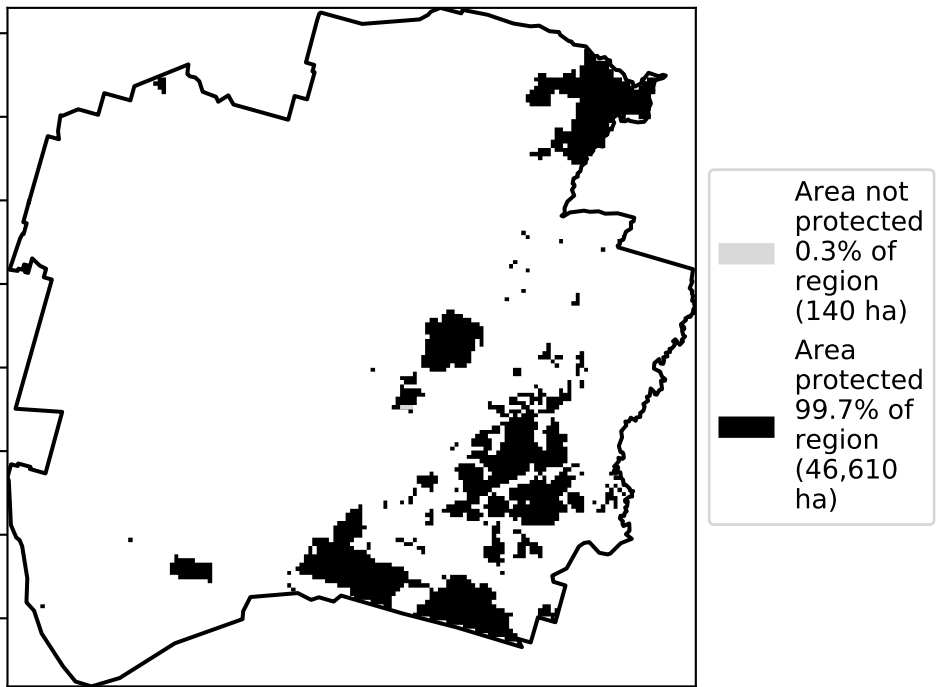 Area not
protected
0.3% of
region
(140 ha)
Area
protected
99.7% of
region
(46,610
ha)